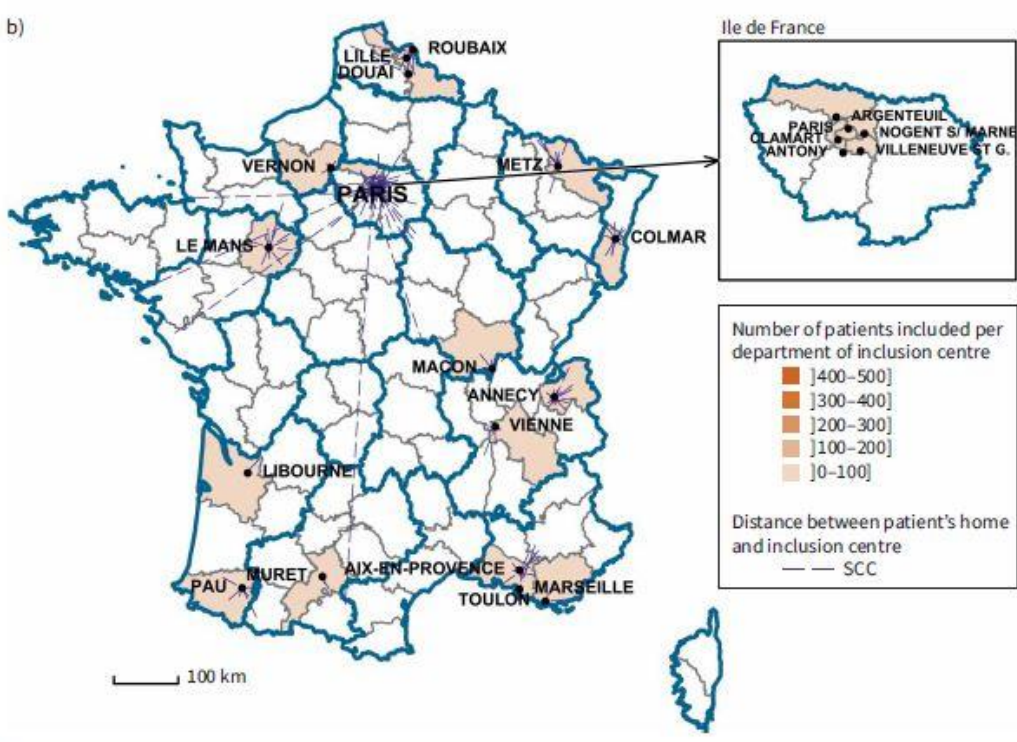 b)
Ile de France
ROUBAIX
LILLE
DOUAI
VERNON
PARIS
METZ
LE MANS
COLMAR
MACON
ANNECY
VIENNE
LIBOURNE
PAU
MURET
AIX-EN-PROVENCE
MARSEILLE
TOULON
100 km
ARGENTEUIL
PARIS
NOGENT S/ MARNE
CLAMART
ANTONY
VILLENEUVE ST G.
Number of patients included per
department of inclusion centre
]400–500]
]300–400]
]200–300]
]100–200]
]0–100]
Distance between patient's home
and inclusion centre
SCC